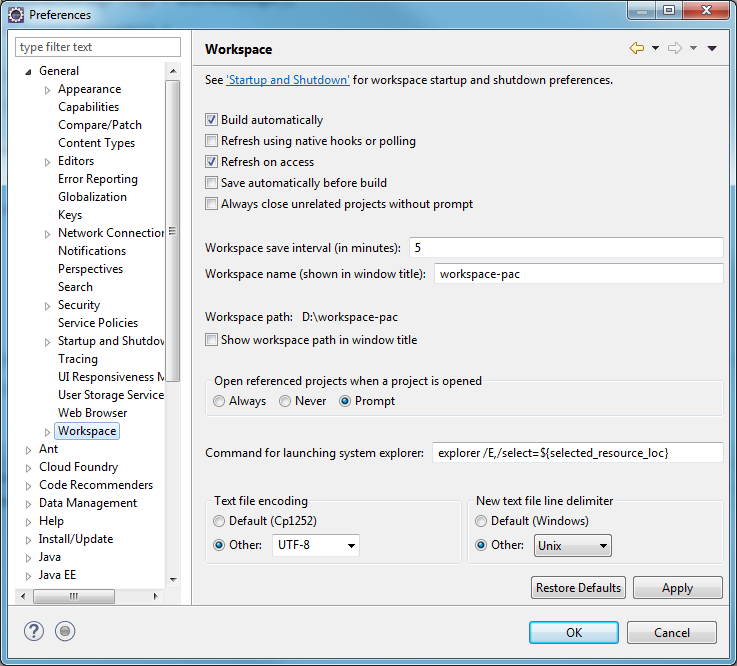 Preferences
type filter text
General
Appearance
Capabilities
Compare/Patch
Content Types
Editors
Error Reporting
Globalization
Keys
Network Connection
Notifications
Perspectives
Search
Security
Service Policies
Startup and Shutdow
Tracing
UI Responsiveness M
User Storage Service
Web Browser
Workspace
Ant
Cloud Foundry
Code Recommenders
Data Management
Help
Install/Update
Java
Java EE
Workspace
See 'Startup and Shutdown' for workspace startup and shutdown preferences.
Build automatically
Refresh using native hooks or polling
Refresh on access
Save automatically before build
Always close unrelated projects without prompt
Workspace save interval (in minutes): 5
Workspace name (shown in window title): workspace-pac
Workspace path: D:\workspace-pac
Show workspace path in window title
Open referenced projects when a project is opened
Always Never Prompt
Command for launching system explorer: explorer /E,/select=${selected_resource_loc}
Text file encoding
Default (Cp1252)
Other: UTF-8
New text file line delimiter
Default (Windows)
Other: Unix
Restore Defaults Apply
? OK Cancel